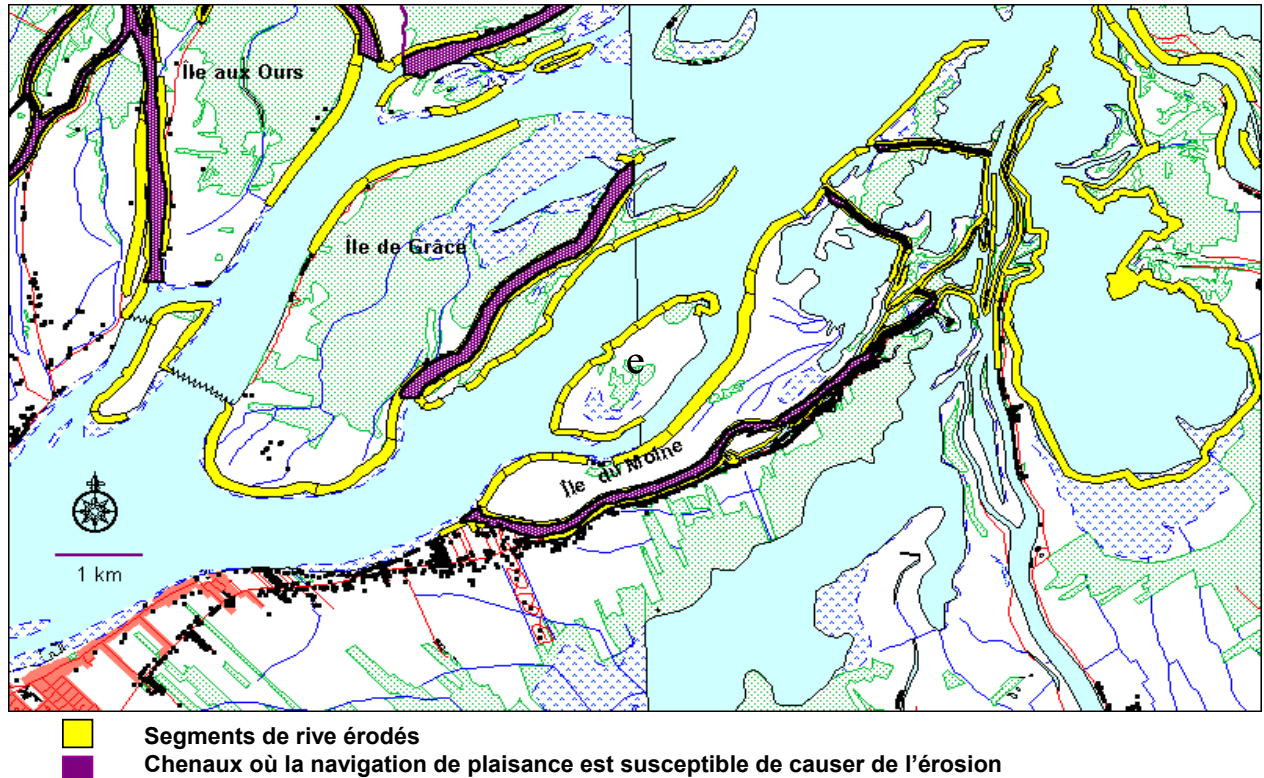 Île aux Ours
Île de Grâce
e
Île du Moine
1 km
Segments de rive érodés
Chenaux où la navigation de plaisance est susceptible de causer de l'érosion